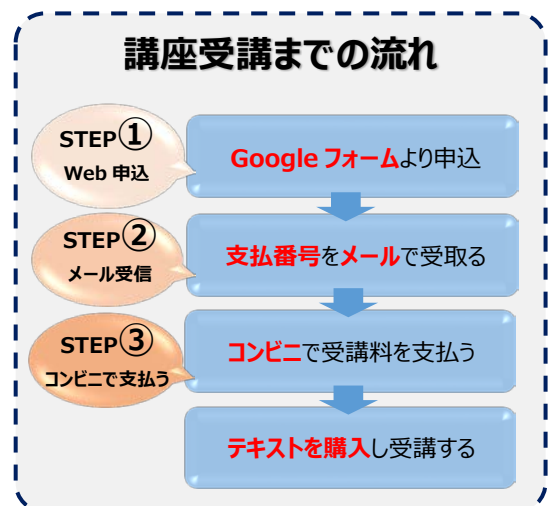 講座受講までの流れ
STEP①
Web 申込
Google フォームより申込
STEP②
メール受信
支払番号をメールで受取る
STEP③
コンビニで支払う
コンビニで受講料を支払う
テキストを購入し受講する